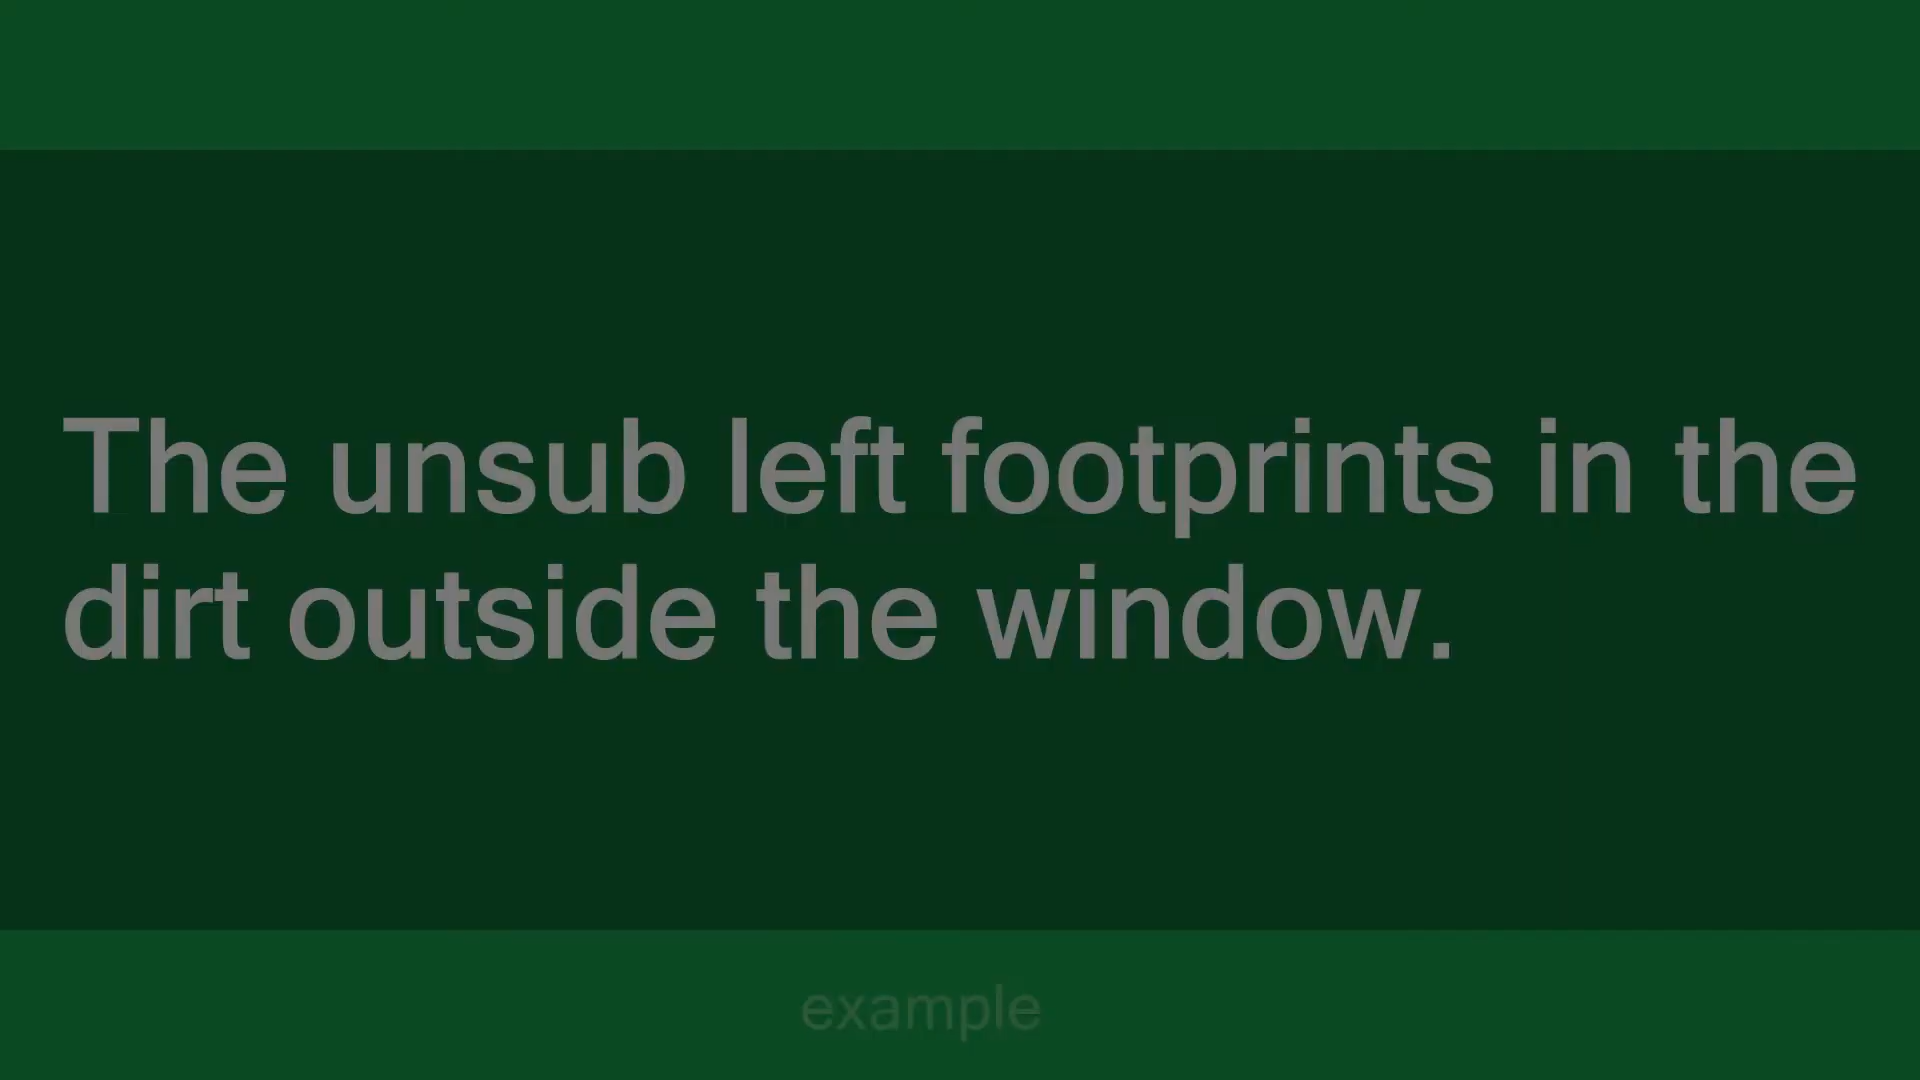 The unsub left footprints in the
dirt outside the window.
example